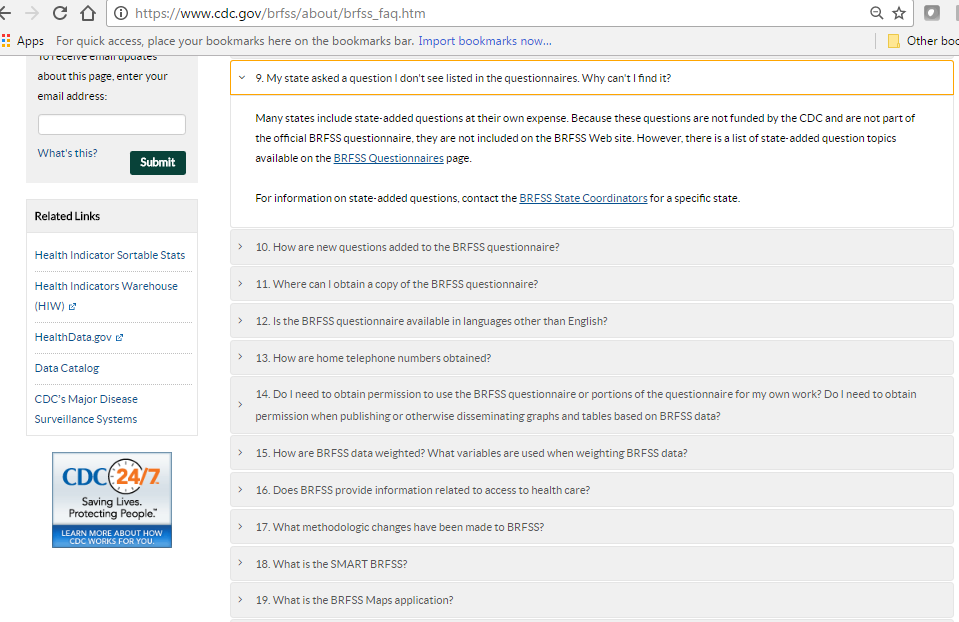 https://www.cdc.gov/brfss/about/brfss_faq.htm
Apps For quick access, place your bookmarks here on the bookmarks bar. Import bookmarks now... Other boo
To receive email updates
about this page, enter your
email address:
What's this?
Submit
Related Links
Health Indicator Sortable Stats
Health Indicators Warehouse
(HIW)
HealthData.gov
Data Catalog
CDC's Major Disease
Surveillance Systems
CDC 24/7
Saving Lives.
Protecting People.™
LEARN MORE ABOUT HOW
CDC WORKS FOR YOU.
9. My state asked a question I don't see listed in the questionnaires. Why can't I find it?
Many states include state-added questions at their own expense. Because these questions are not funded by the CDC and are not part of
the official BRFSS questionnaire, they are not included on the BRFSS Web site. However, there is a list of state-added question topics
available on the BRFSS Questionnaires page.
For information on state-added questions, contact the BRFSS State Coordinators for a specific state.
10. How are new questions added to the BRFSS questionnaire?
11. Where can I obtain a copy of the BRFSS questionnaire?
12. Is the BRFSS questionnaire available in languages other than English?
13. How are home telephone numbers obtained?
14. Do I need to obtain permission to use the BRFSS questionnaire or portions of the questionnaire for my own work? Do I need to obtain
permission when publishing or otherwise disseminating graphs and tables based on BRFSS data?
15. How are BRFSS data weighted? What variables are used when weighting BRFSS data?
16. Does BRFSS provide information related to access to health care?
17. What methodologic changes have been made to BRFSS?
18. What is the SMART BRFSS?
19. What is the BRFSS Maps application?